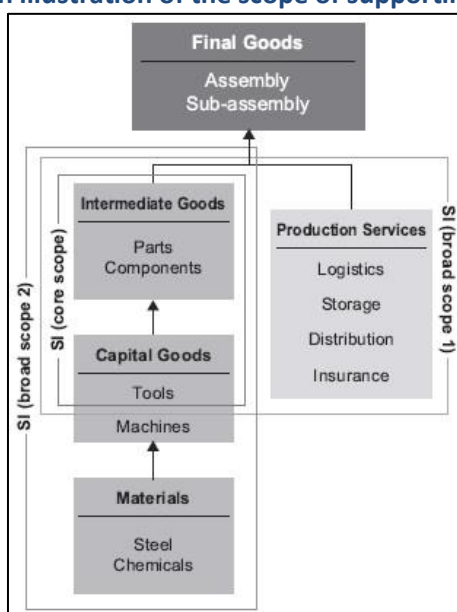 n illustration of the scope of supporti
Final Goods
Assembly
Sub-assembly
Intermediate Goods
Parts
Components
Production Services
Logistics
Storage
Distribution
Insurance
Capital Goods
Tools
Machines
Materials
Steel
Chemicals
SI (core scope)
SI (broad scope 2)
SI (broad scope 1)